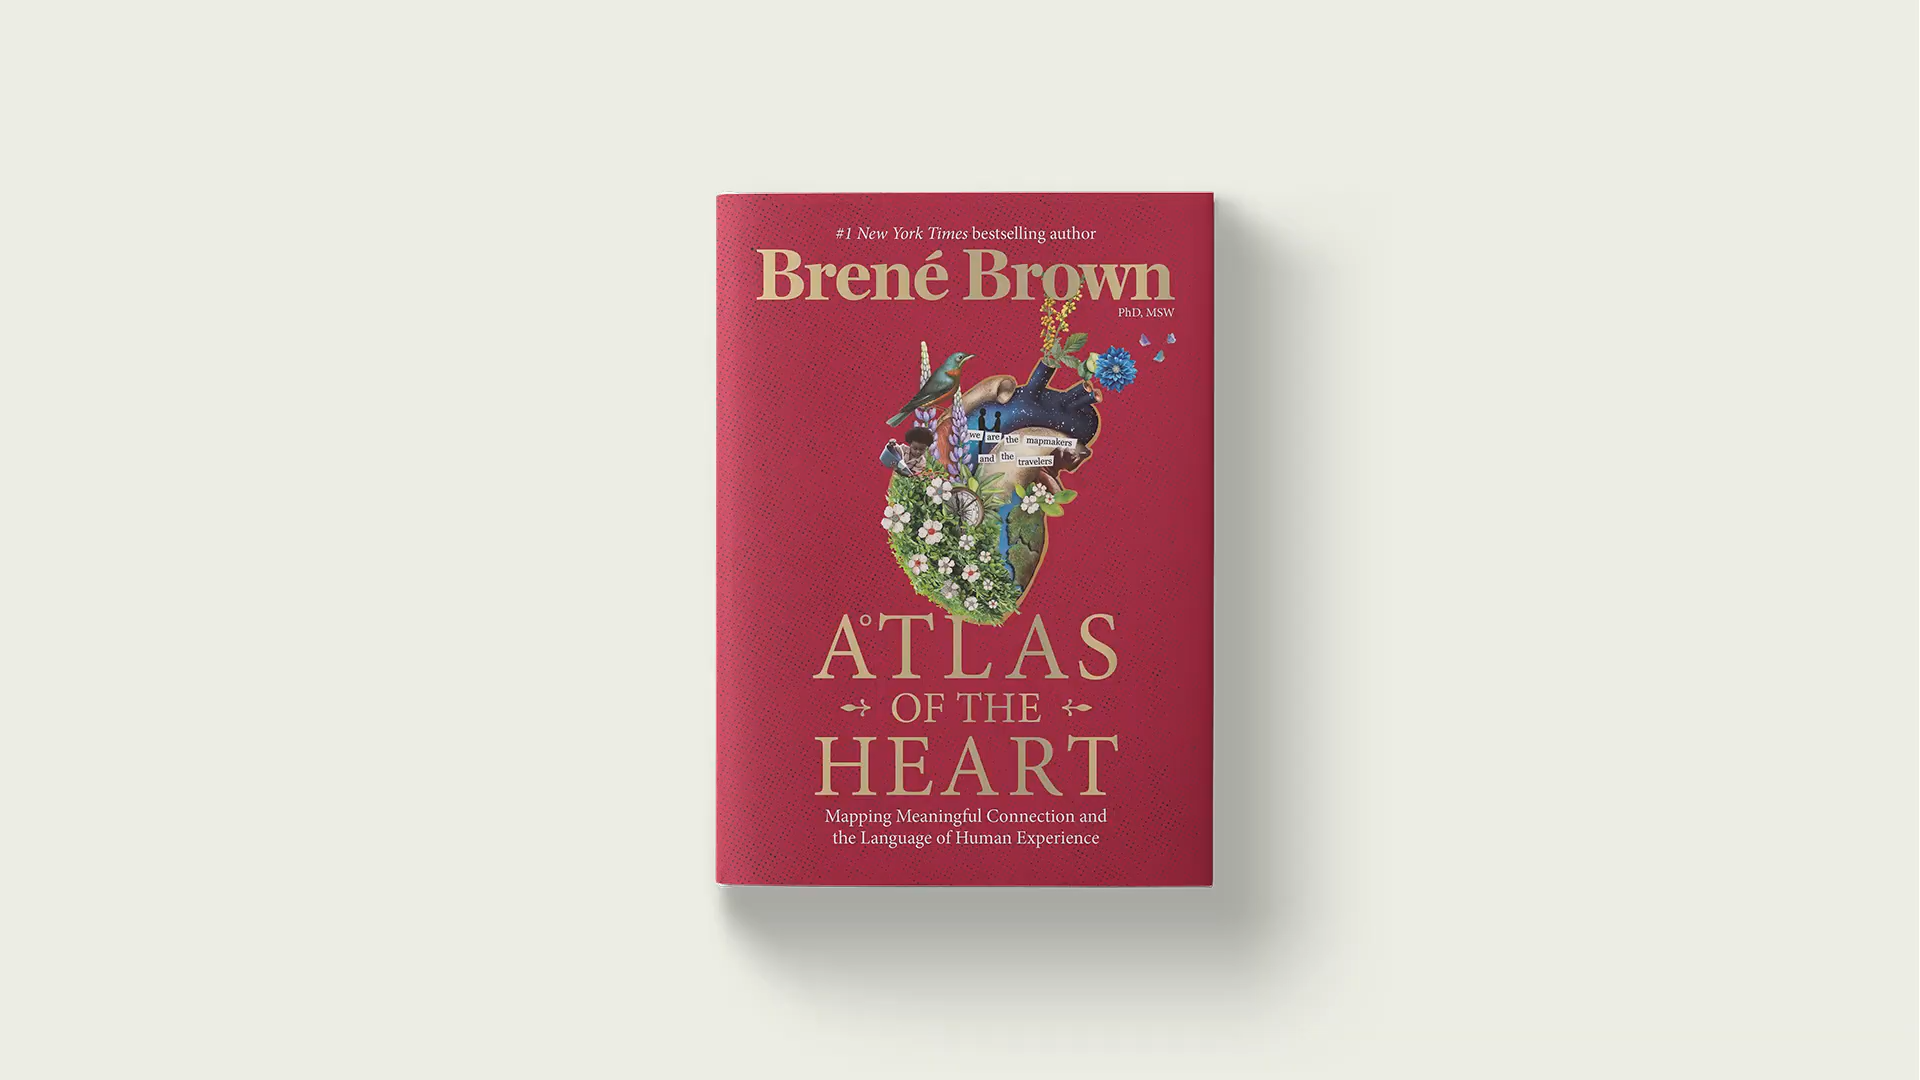 #1 New York Times bestselling author
Brené Brown
PhD, MSW
we are the mapmakers
and the travelers
ATLAS
OF THE
HEART
Mapping Meaningful Connection and
the Language of Human Experience